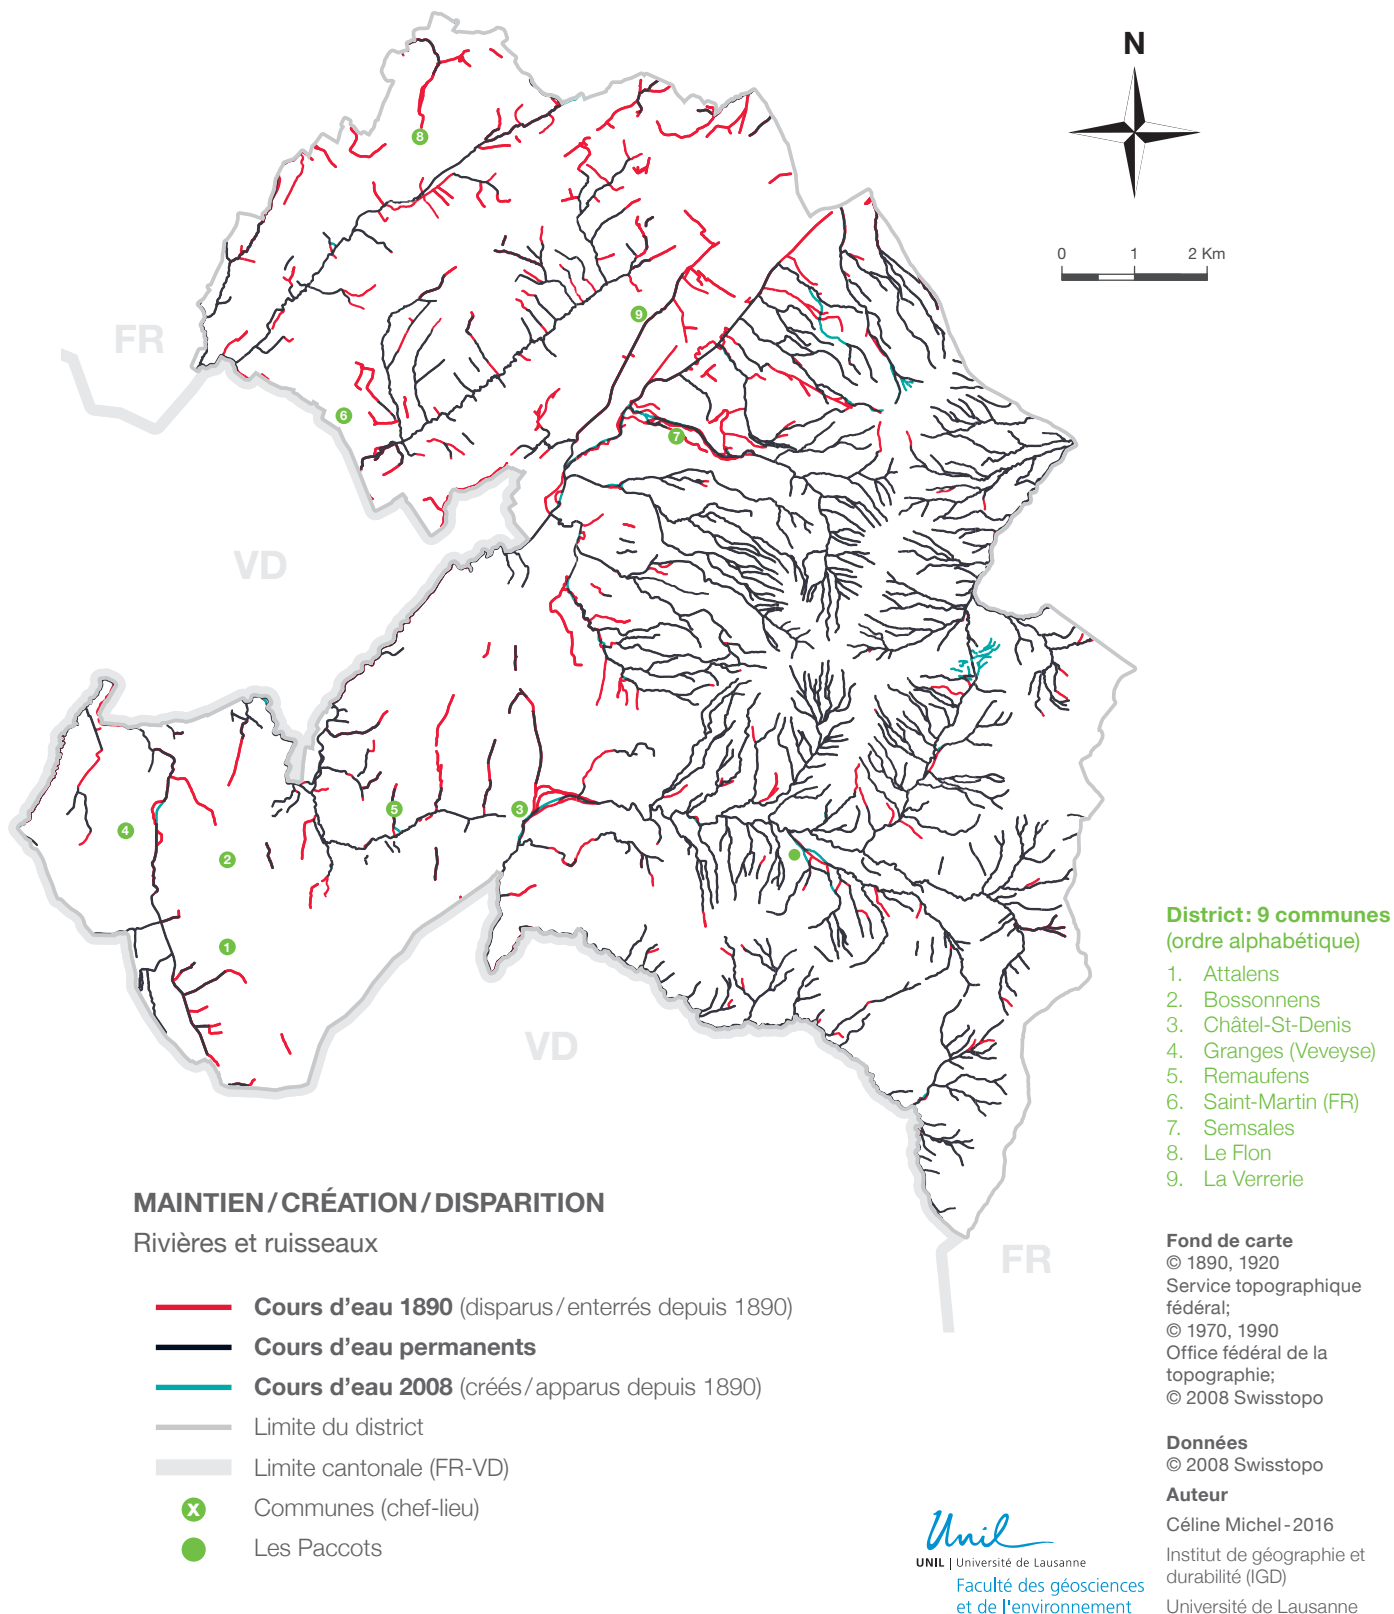 N
0 1 2 Km
8
9
FR
6
7
VD
5
3
4
2
1
VD
FR
District : 9 communes
(ordre alphabétique)
1. Attalens
2. Bossonnens
3. Châtel-St-Denis
4. Granges (Veveyse)
5. Remaufens
6. Saint-Martin (FR)
7. Semsales
8. Le Flon
9. La Verrerie
MAINTIEN / CRÉATION / DISPARITION
Rivières et ruisseaux
Cours d’eau 1890 (disparus / enterrés depuis 1890)
Cours d’eau permanents
Cours d’eau 2008 (créés / apparus depuis 1890)
Limite du district
Limite cantonale (FR-VD)
x Communes (chef-lieu)
Les Paccots
Fond de carte
© 1890, 1920
Service topographique
fédéral;
© 1970, 1990
Office fédéral de la
topographie;
© 2008 Swisstopo
Données
© 2008 Swisstopo
Auteur
Céline Michel - 2016
Institut de géographie et
durabilité (IGD)
Université de Lausanne
Unil
UNIL | Université de Lausanne
Faculté des géosciences
et de l'environnement